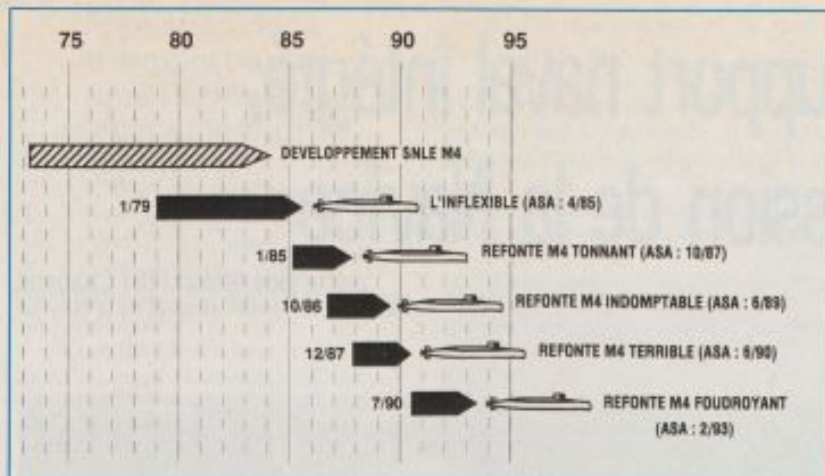 75 80 85 90 95
DEVELOPPEMENT SNLE M4
1/79 L'INFLEXIBLE (ASA : 4/85)
1/85 REFONTE M4 TONNANT (ASA : 10/87)
10/86 REFONTE M4 INDOMPTABLE (ASA : 6/89)
12/87 REFONTE M4 TERRIBLE (ASA : 6/90)
7/90 REFONTE M4 FOUDROYANT
(ASA : 2/93)